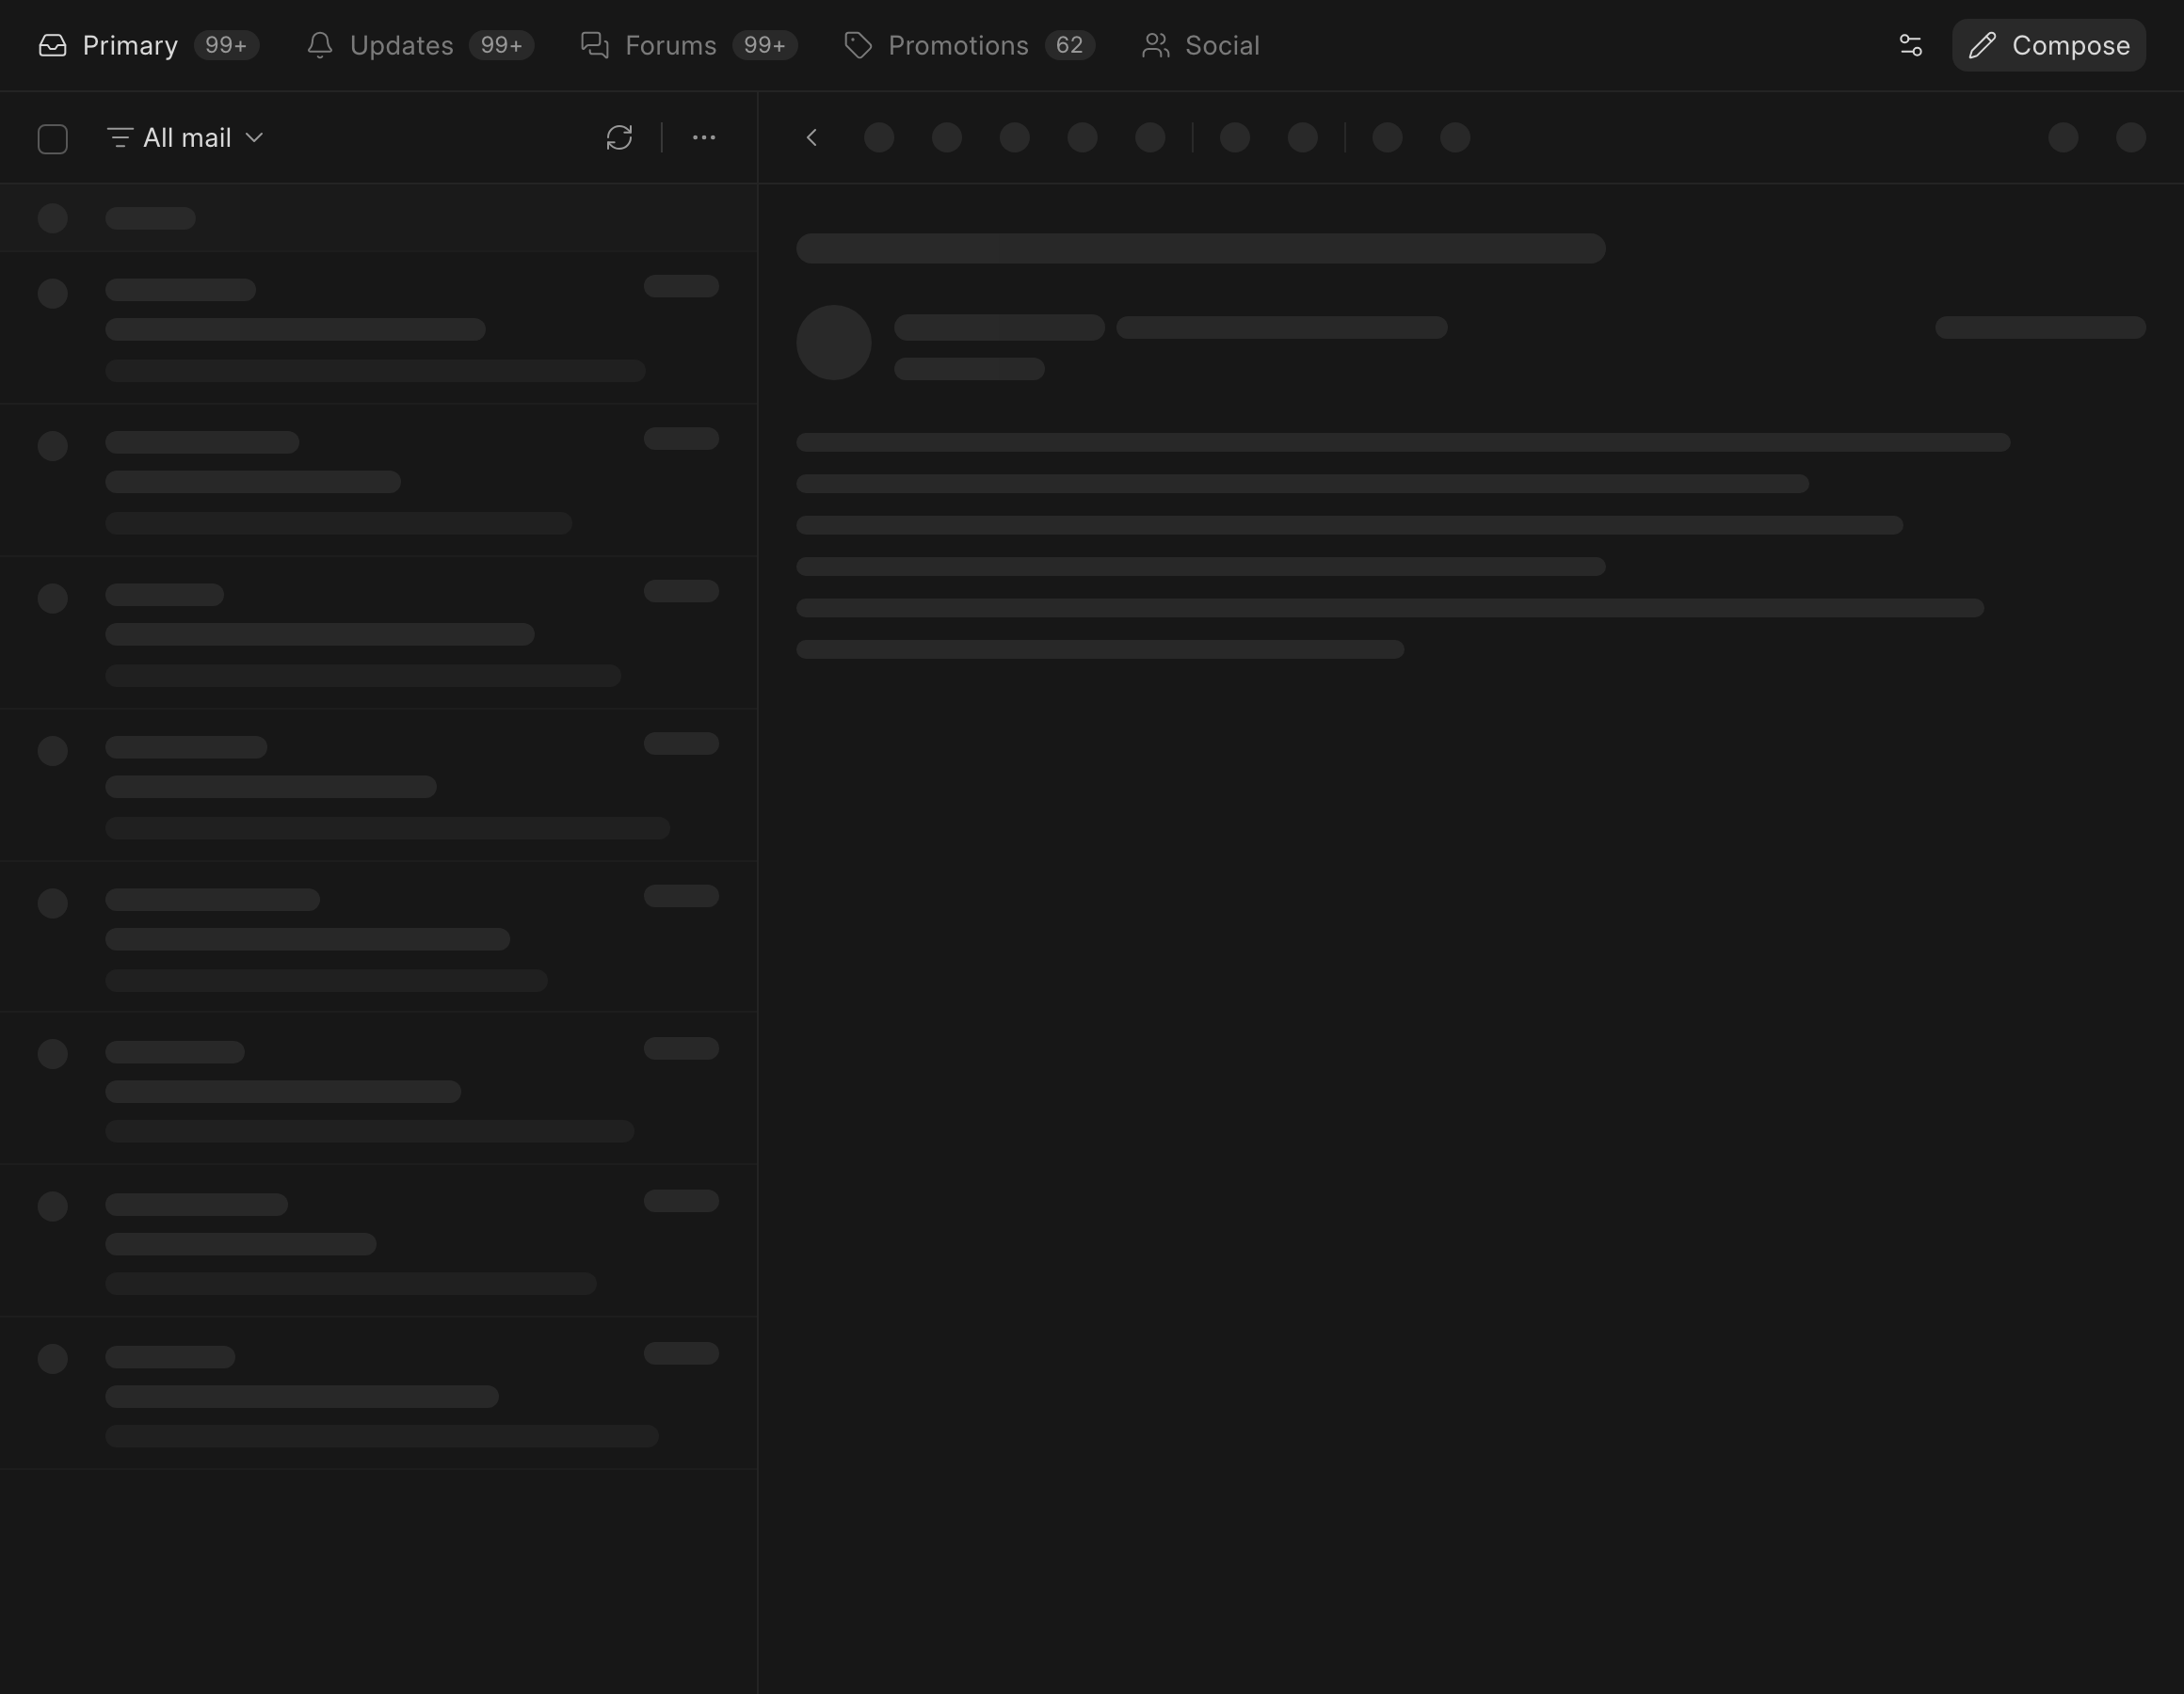 Primary 99+ Updates 99+ Forums 99+ Promotions 62 Social Compose
All mail